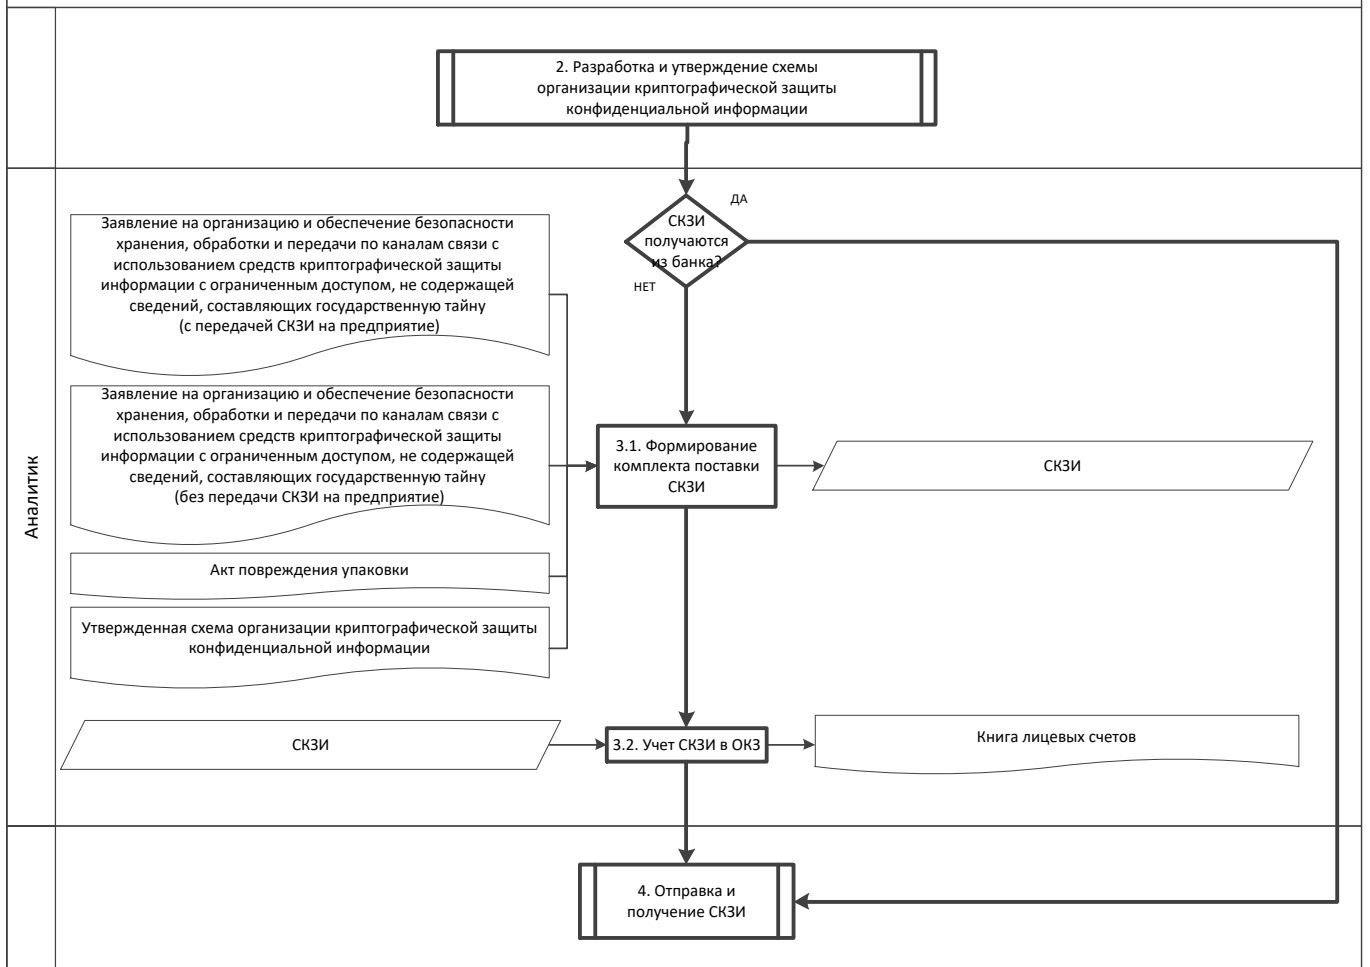 2. Разработка и утверждение схемы
организации криптографической защиты
конфиденциальной информации
ДА
СКЗИ
получаются
из банка?
НЕТ
Заявление на организацию и обеспечение безопасности
хранения, обработки и передачи по каналам связи с
использованием средств криптографической защиты
информации с ограниченным доступом, не содержащей
сведений, составляющих государственную тайну
(с передачей СКЗИ на предприятие)
Заявление на организацию и обеспечение безопасности
хранения, обработки и передачи по каналам связи с
использованием средств криптографической защиты
информации с ограниченным доступом, не содержащей
сведений, составляющих государственную тайну
(без передачи СКЗИ на предприятие)
Аналитик
3.1. Формирование
комплекта поставки
СКЗИ
СКЗИ
Акт повреждения упаковки
Утвержденная схема организации криптографической защиты
конфиденциальной информации
СКЗИ
3.2. Учет СКЗИ в ОКЗ
Книга лицевых счетов
4. Отправка и
получение СКЗИ